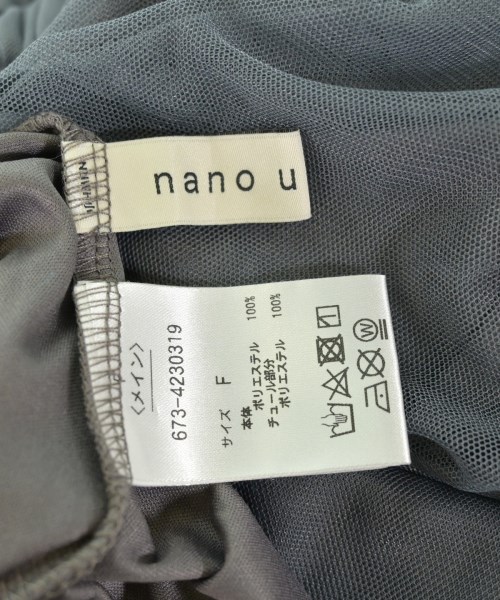 nano u
〈メイン〉
673-4230319
サイズ F
本体
ポリエステル 100%
チュール部分
ポリエステル 100%